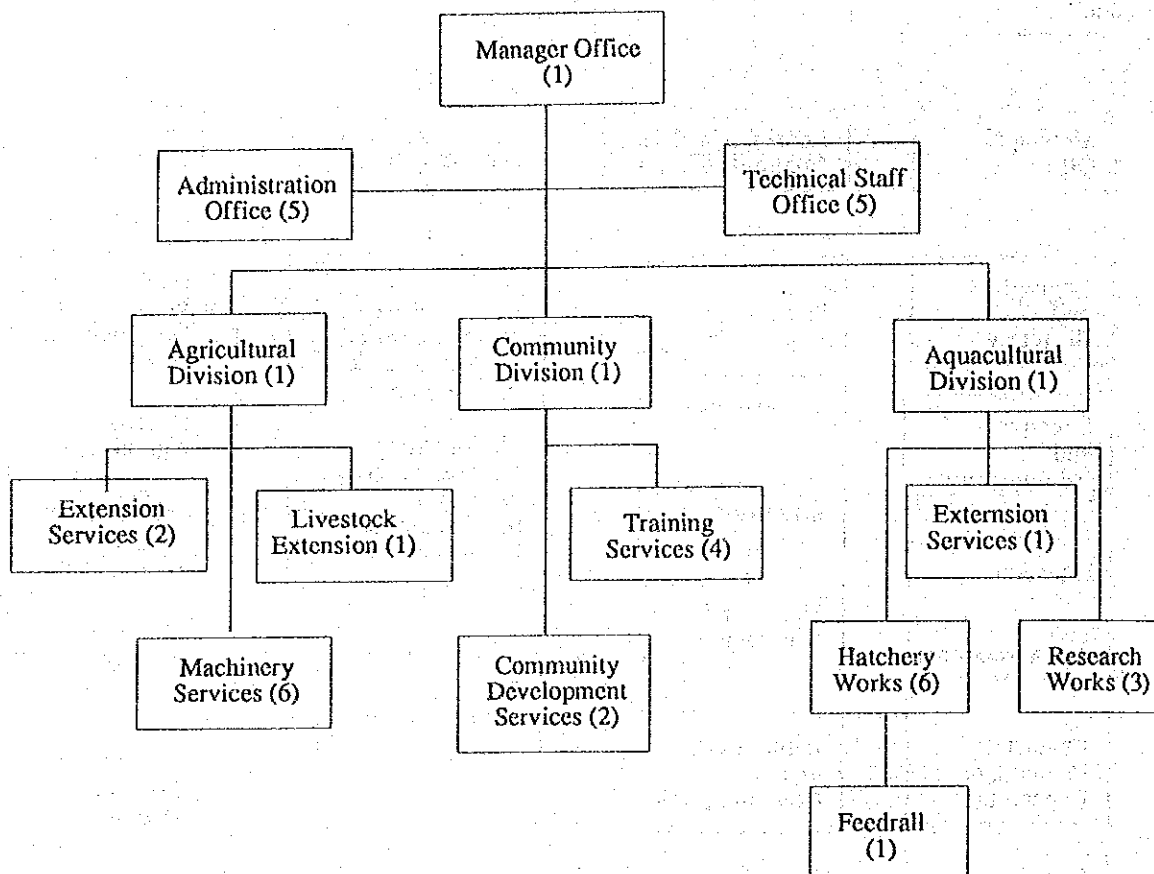 Manager Office
(1)
Administration
Office (5)
Technical Staff
Office (5)
Agricultural
Division (1)
Community
Division (1)
Aquacultural
Division (1)
Extension
Services (2)
Livestock
Extension (1)
Training
Services (4)
Externsion
Services (1)
Machinery
Services (6)
Community
Development
Services (2)
Hatchery
Works (6)
Research
Works (3)
Feedrall
(1)